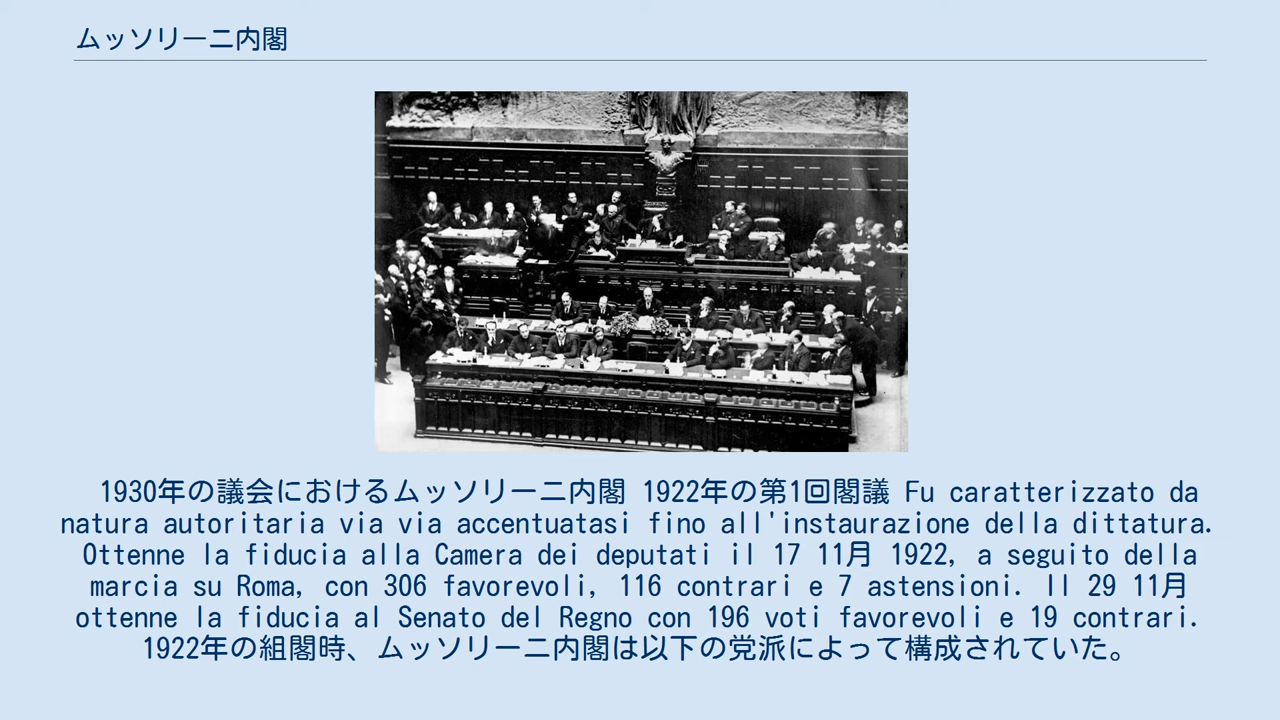 ムッソリーニ内閣
1930年の議会におけるムッソリーニ内閣 1922年の第1回閣議 Fu caratterizzato da
natura autoritaria via via accentuatasi fino all'instaurazione della dittatura.
Ottenne la fiducia alla Camera dei deputati il 17 11月 1922, a seguito della
marcia su Roma, con 306 favorevoli, 116 contrari e 7 astensioni. Il 29 11月
ottenne la fiducia al Senato del Regno con 196 voti favorevoli e 19 contrari.
1922年の組閣時、ムッソリーニ内閣は以下の党派によって構成されていた。